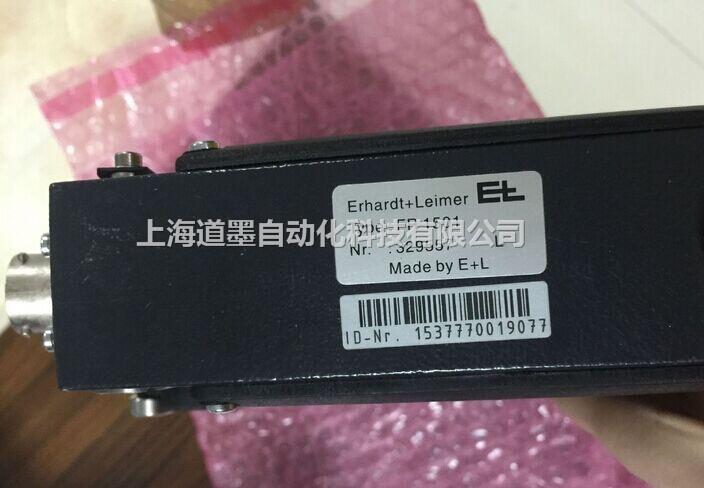 Erhardt+Leimer
上海道墨自动化科技有限公司
Nr. : L
Made by E+L
ID-Nr. 1537770019077